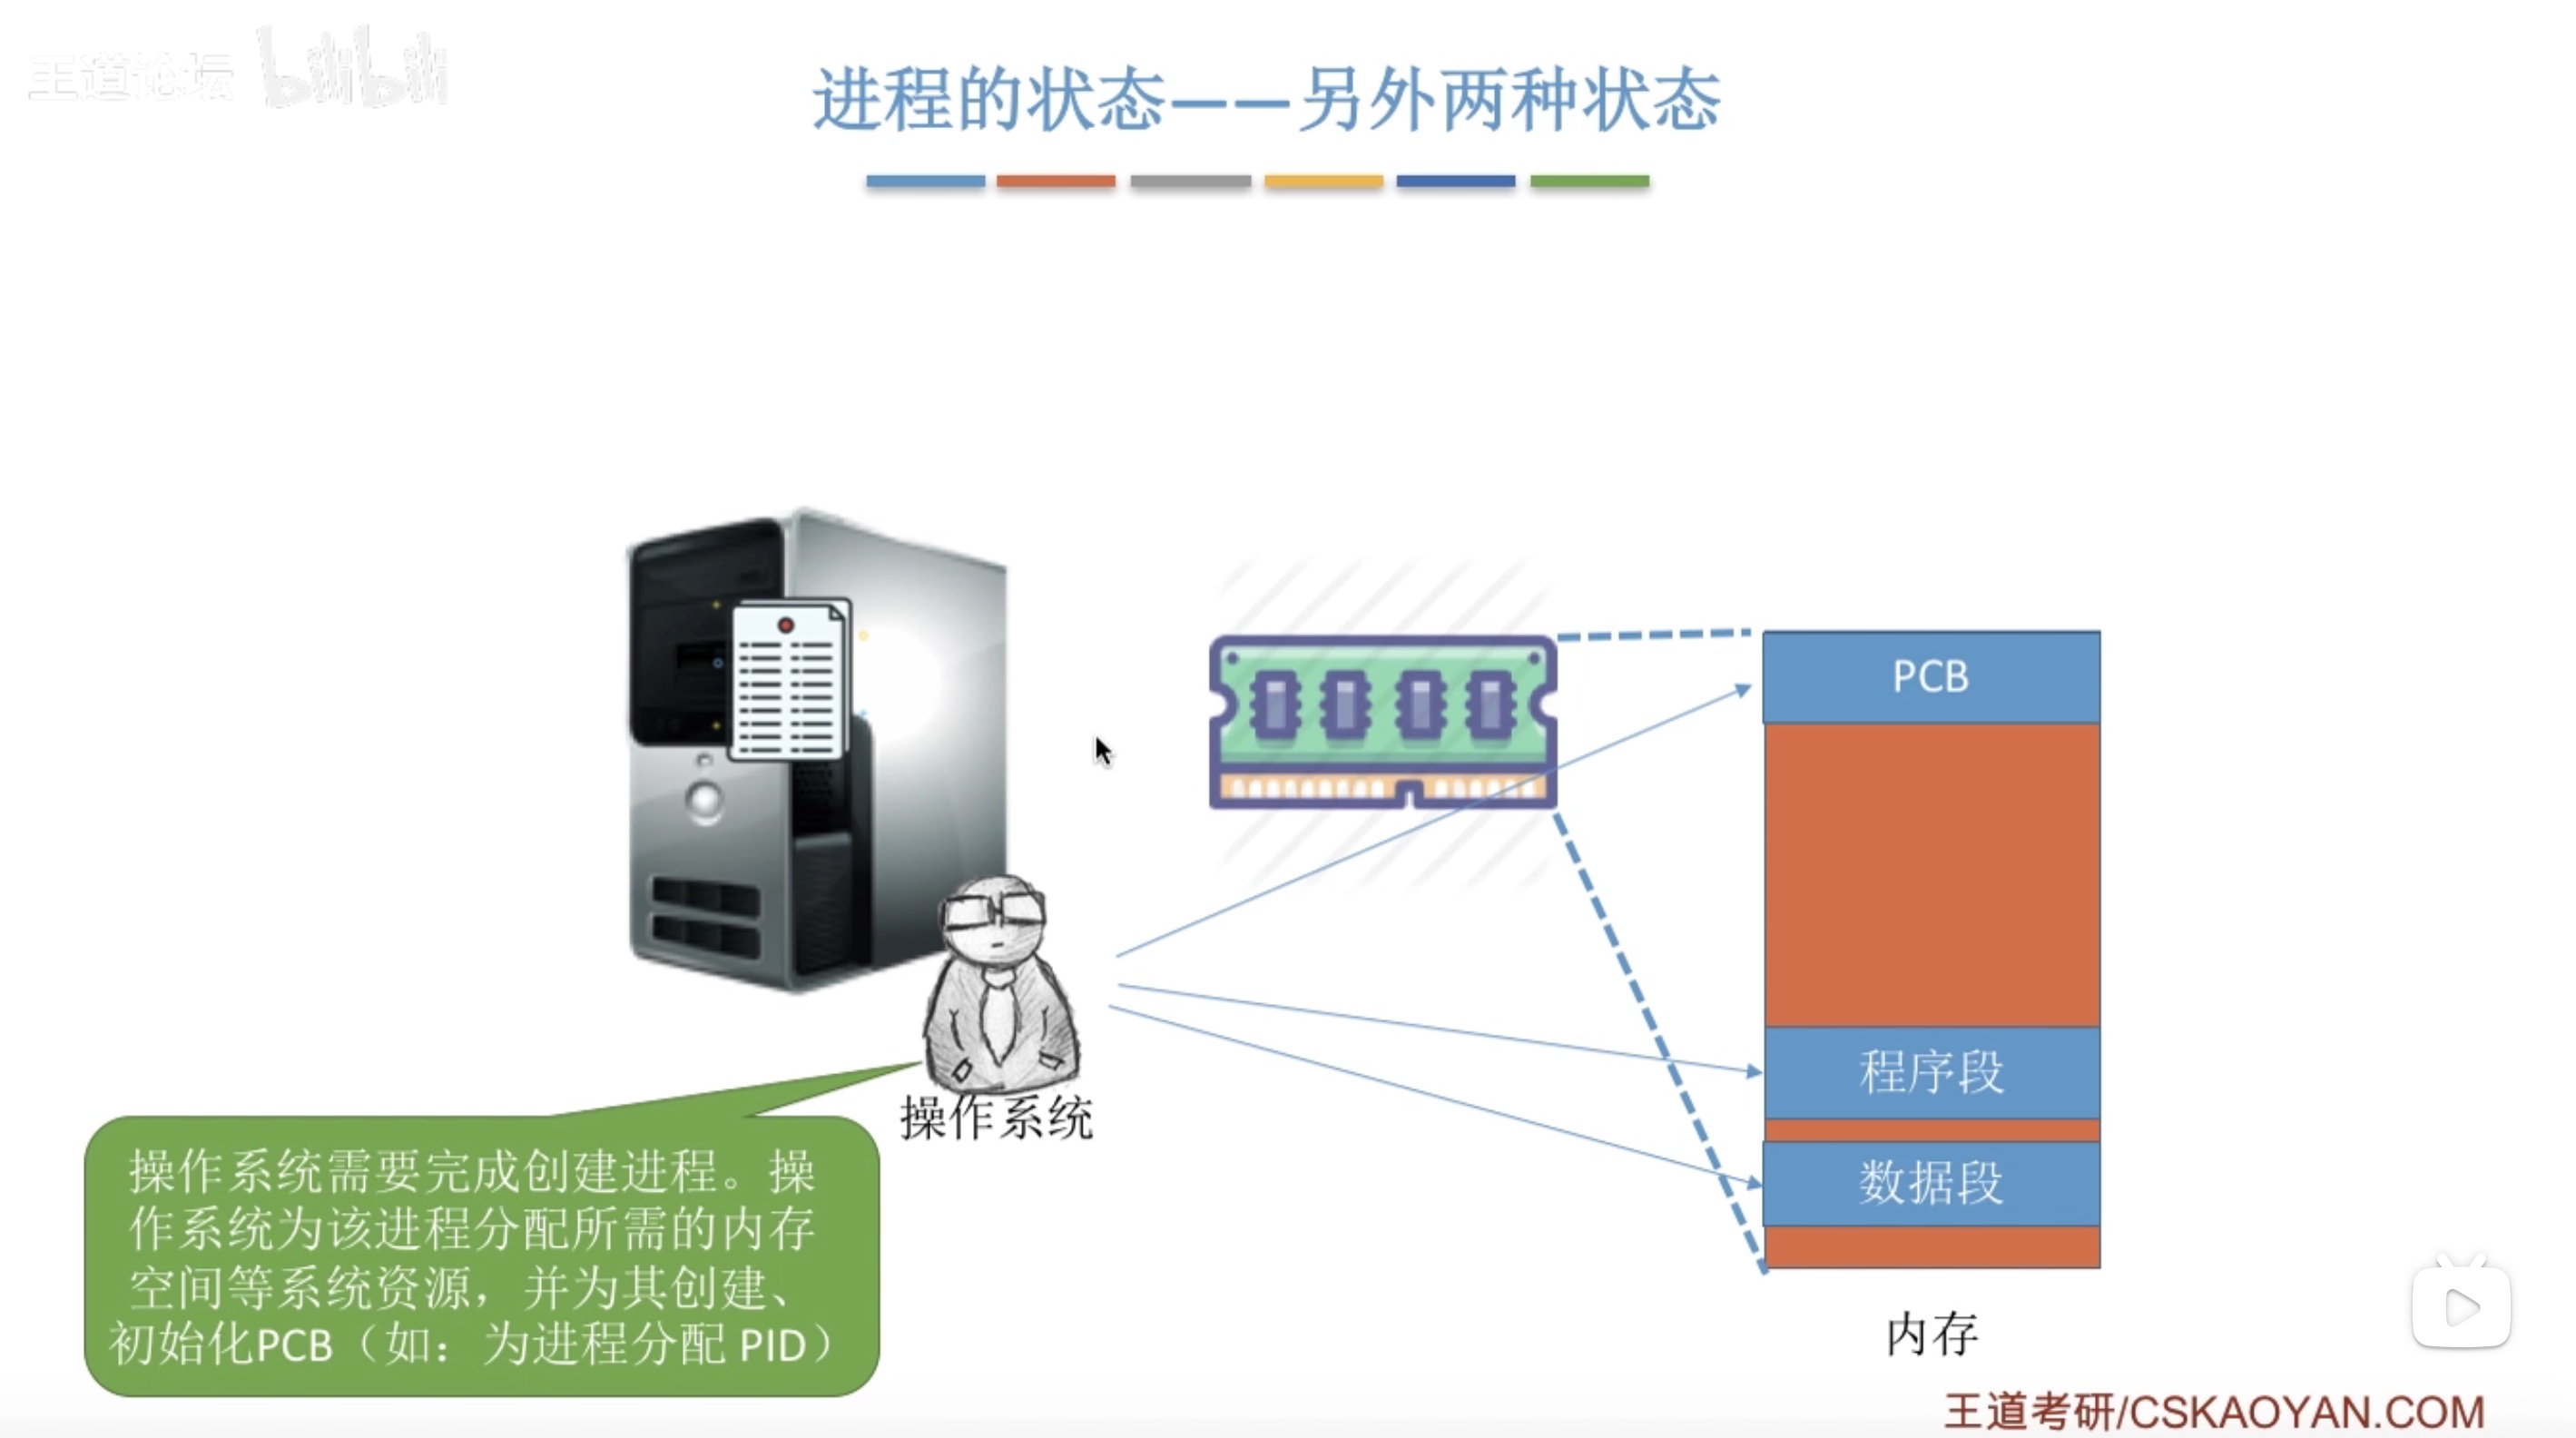 王道论坛 bilibili
进程的状态——另外两种状态
PCB
程序段
数据段
内存
操作系统
操作系统需要完成创建进程。操
作系统为该进程分配所需的内存
空间等系统资源，并为其创建、
初始化PCB（如：为进程分配 PID）
王道考研/CSKAOYAN.COM